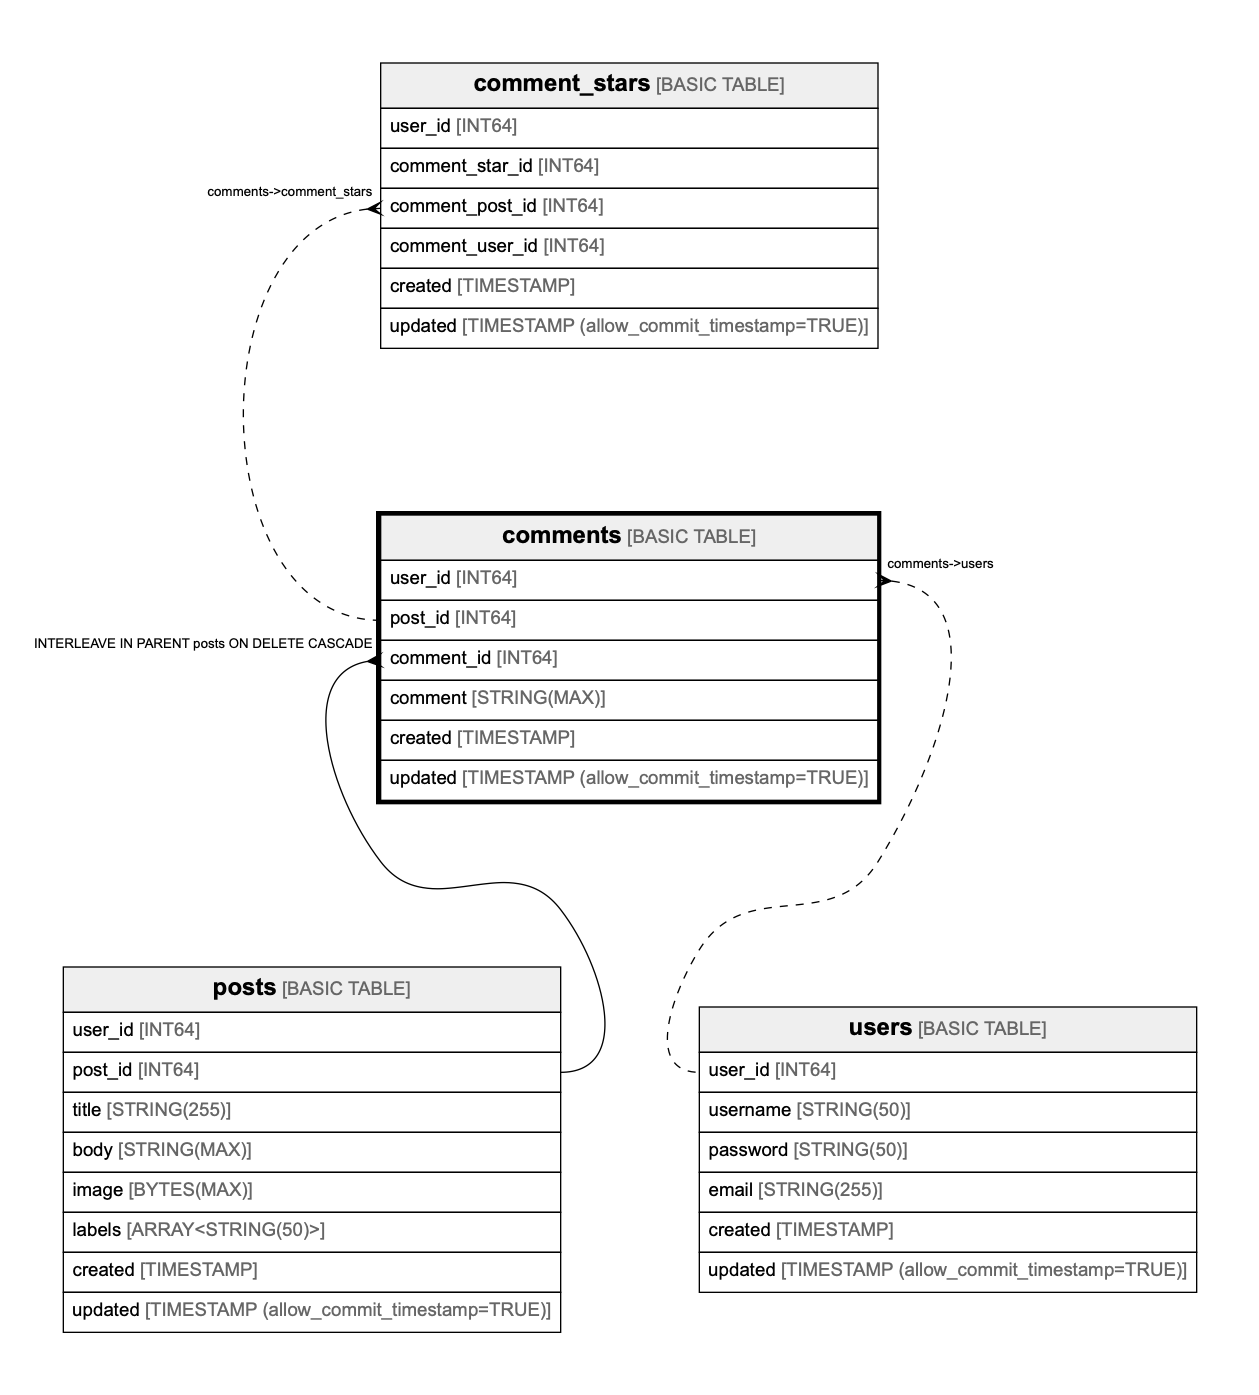 comment_stars [BASIC TABLE]
user_id [INT64]
comment_star_id [INT64]
comments->comment_stars
comment_post_id [INT64]
comment_user_id [INT64]
created [TIMESTAMP]
updated [TIMESTAMP (allow_commit_timestamp=TRUE)]
comments [BASIC TABLE]
comments->users
user_id [INT64]
post_id [INT64]
INTERLEAVE IN PARENT posts ON DELETE CASCADE
comment_id [INT64]
comment [STRING(MAX)]
created [TIMESTAMP]
updated [TIMESTAMP (allow_commit_timestamp=TRUE)]
posts [BASIC TABLE]
user_id [INT64]
post_id [INT64]
title [STRING(255)]
body [STRING(MAX)]
image [BYTES(MAX)]
labels [ARRAY<STRING(50)>]
created [TIMESTAMP]
updated [TIMESTAMP (allow_commit_timestamp=TRUE)]
users [BASIC TABLE]
user_id [INT64]
username [STRING(50)]
password [STRING(50)]
email [STRING(255)]
created [TIMESTAMP]
updated [TIMESTAMP (allow_commit_timestamp=TRUE)]